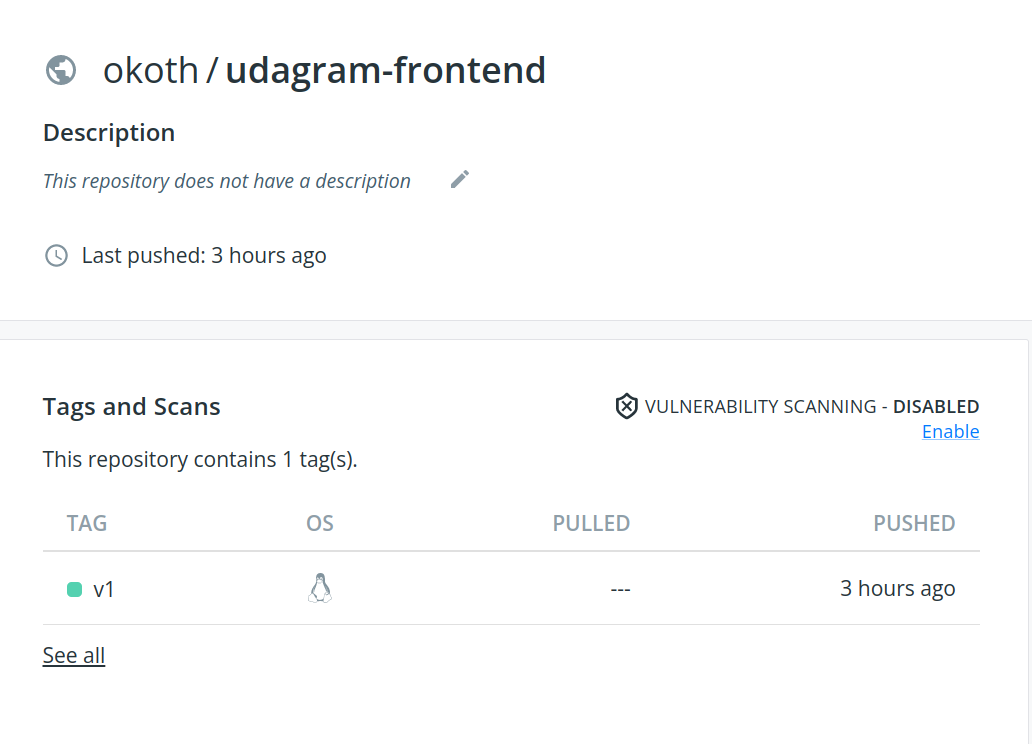 okoth / udagram-frontend
Description
This repository does not have a description
Last pushed: 3 hours ago
Tags and Scans
VULNERABILITY SCANNING - DISABLED
Enable
This repository contains 1 tag(s).
TAG OS PULLED PUSHED
v1 --- 3 hours ago
See all